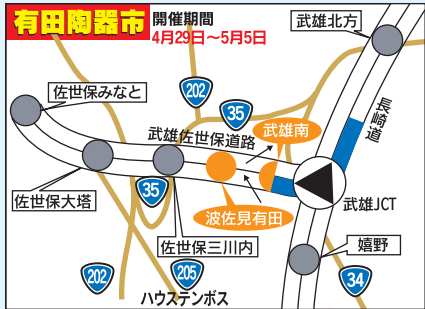 有田陶器市
開催期間
4月29日～5月5日
武雄北方
佐世保みなと
202
35
長崎道
武雄佐世保道路
武雄南
佐世保大塔
35
佐世保三川内
波佐見有田
武雄JCT
嬉野
202
205
ハウステンボス
34